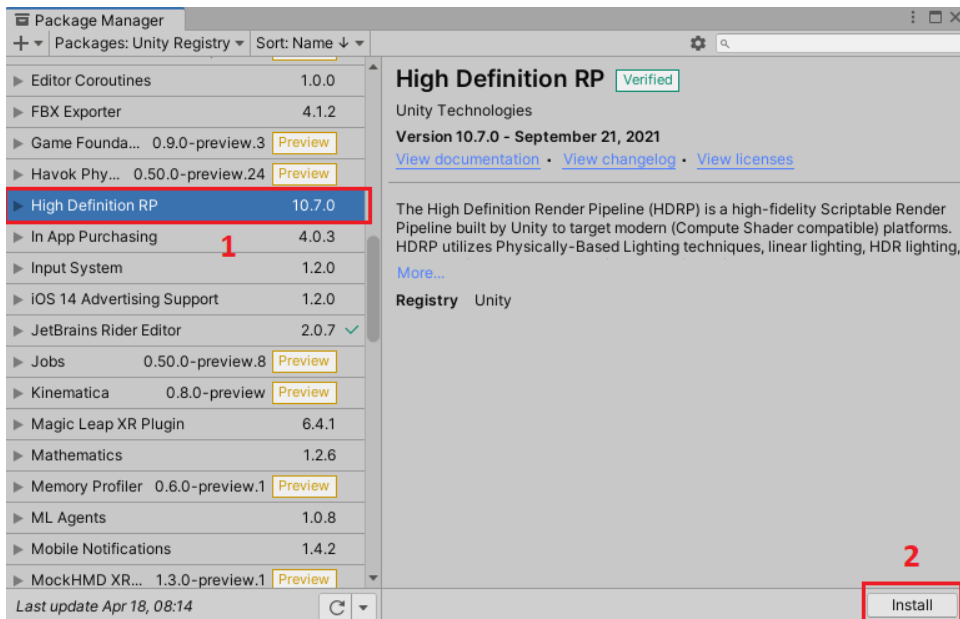 Package Manager
Packages: Unity Registry Sort: Name
Editor Coroutines 1.0.0
FBX Exporter 4.1.2
Game Founda... 0.9.0-preview.3 Preview
Havok Phy... 0.50.0-preview.24 Preview
High Definition RP 10.7.0
1
In App Purchasing 4.0.3
Input System 1.2.0
iOS 14 Advertising Support 1.2.0
JetBrains Rider Editor 2.0.7
Jobs 0.50.0-preview.8 Preview
Kinematica 0.8.0-preview Preview
Magic Leap XR Plugin 6.4.1
Mathematics 1.2.6
Memory Profiler 0.6.0-preview.1 Preview
ML Agents 1.0.8
Mobile Notifications 1.4.2
MockHMD XR... 1.3.0-preview.1 Preview
Last update Apr 18, 08:14
High Definition RP Verified
Unity Technologies
Version 10.7.0 - September 21, 2021
View documentation • View changelog • View licenses
The High Definition Render Pipeline (HDRP) is a high-fidelity Scriptable Render
Pipeline built by Unity to target modern (Compute Shader compatible) platforms.
HDRP utilizes Physically-Based Lighting techniques, linear lighting, HDR lighting,
More...
Registry Unity
2
Install